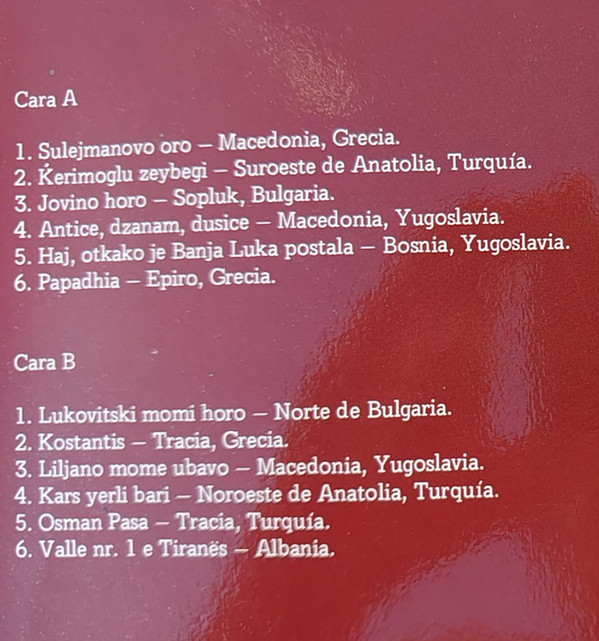 Cara A
1. Sulejmanovo oro – Macedonia, Grecia.
2. Kerimoglu zeybegi – Suroeste de Anatolia, Turquía.
3. Jovino horo – Sopluk, Bulgaria.
4. Antice, dzanam, dusice – Macedonia, Yugoslavia.
5. Haj, otkako je Banja Luka postala – Bosnia, Yugoslavia.
6. Papadhia – Epiro, Grecia.
Cara B
1. Lukovitski momi horo – Norte de Bulgaria.
2. Kostantis – Tracia, Grecia.
3. Liljano mome ubavo – Macedonia, Yugoslavia.
4. Kars yerli bari – Noroeste de Anatolia, Turquía.
5. Osman Pasa – Tracia, Turquía.
6. Valle nr. 1 e Tiranës – Albania.